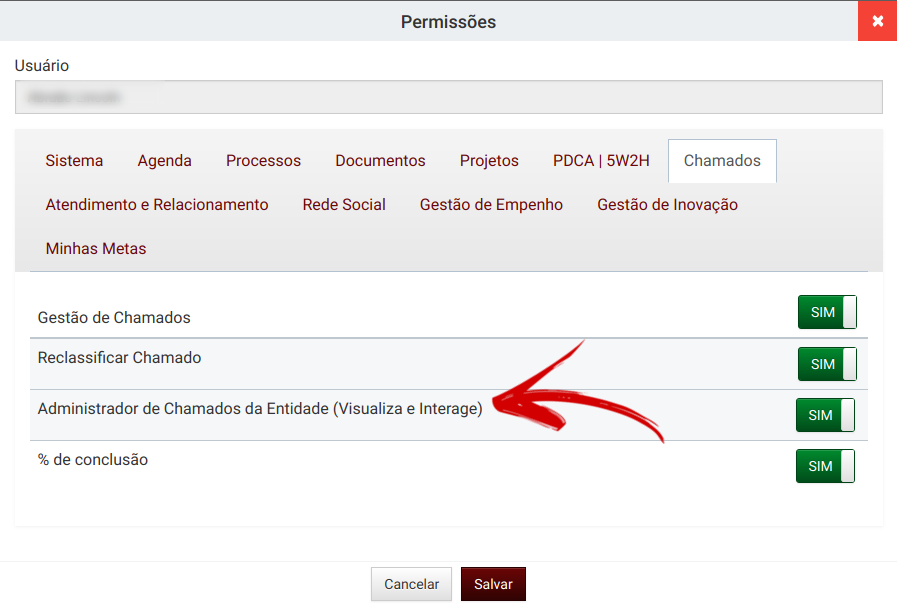 Permissões
Usuário
Sistema Agenda Processos Documentos Projetos PDCA | 5W2H Chamados
Atendimento e Relacionamento Rede Social Gestão de Empenho Gestão de Inovação
Minhas Metas
Gestão de Chamados SIM
Reclassificar Chamado SIM
Administrador de Chamados da Entidade (Visualiza e Interage) SIM
% de conclusão SIM
Cancelar Salvar